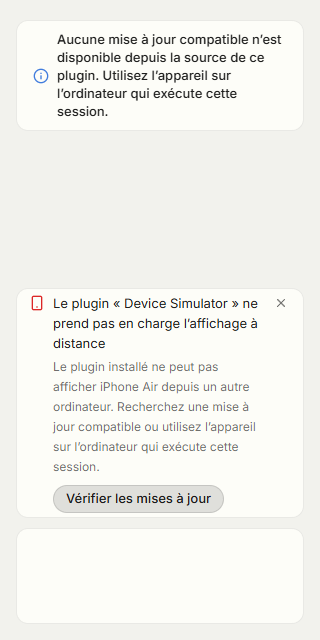 Aucune mise à jour compatible n’est
disponible depuis la source de ce
plugin. Utilisez l’appareil sur
l’ordinateur qui exécute cette
session.
Le plugin « Device Simulator » ne
prend pas en charge l’affichage à
distance
Le plugin installé ne peut pas
afficher iPhone Air depuis un autre
ordinateur. Recherchez une mise à
jour compatible ou utilisez l’appareil
sur l’ordinateur qui exécute cette
session.
Vérifier les mises à jour